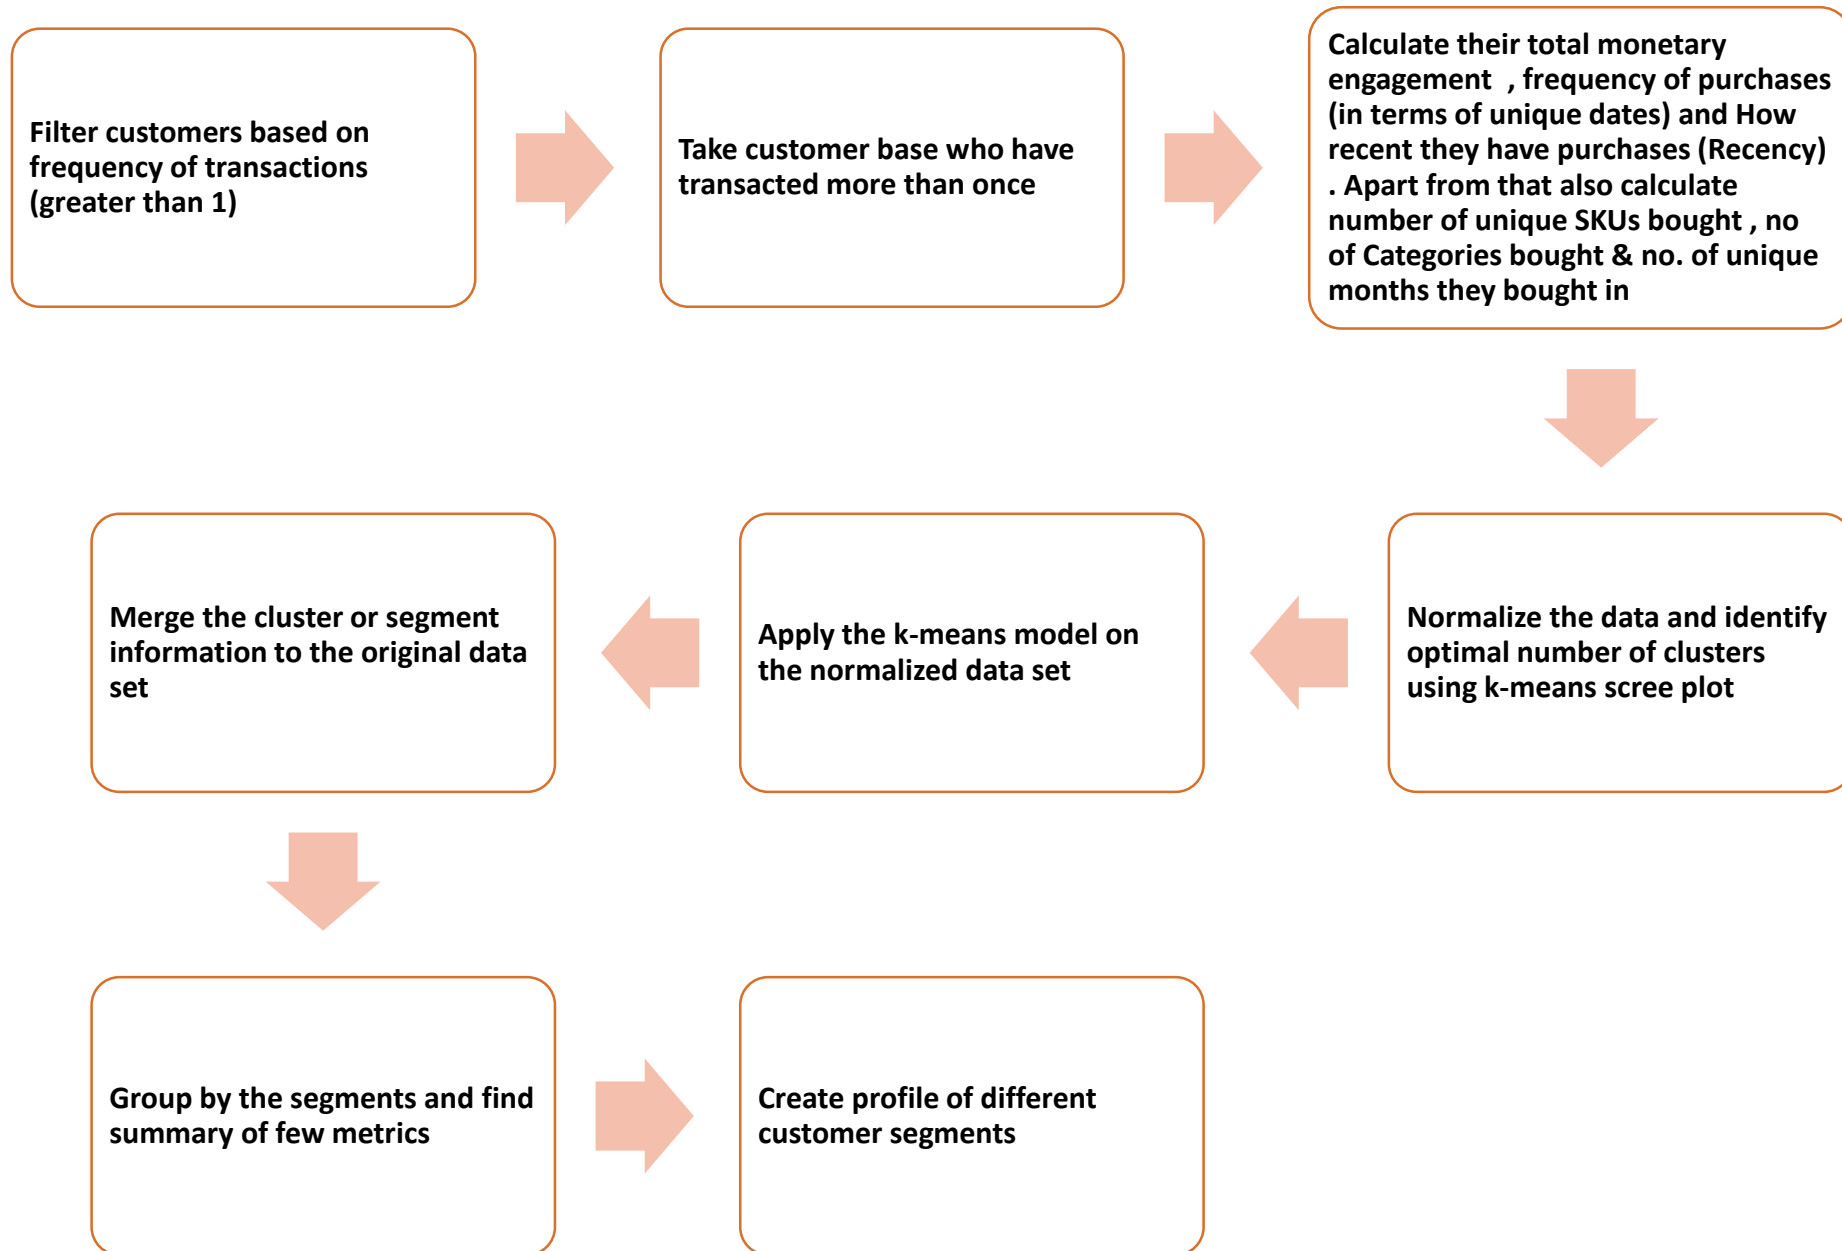 Filter customers based on
frequency of transactions
(greater than 1)
Take customer base who have
transacted more than once
Calculate their total monetary
engagement , frequency of purchases
(in terms of unique dates) and How
recent they have purchases (Recency)
. Apart from that also calculate
number of unique SKUs bought , no
of Categories bought & no. of unique
months they bought in
Normalize the data and identify
optimal number of clusters
using k-means scree plot
Apply the k-means model on
the normalized data set
Merge the cluster or segment
information to the original data
set
Group by the segments and find
summary of few metrics
Create profile of different
customer segments